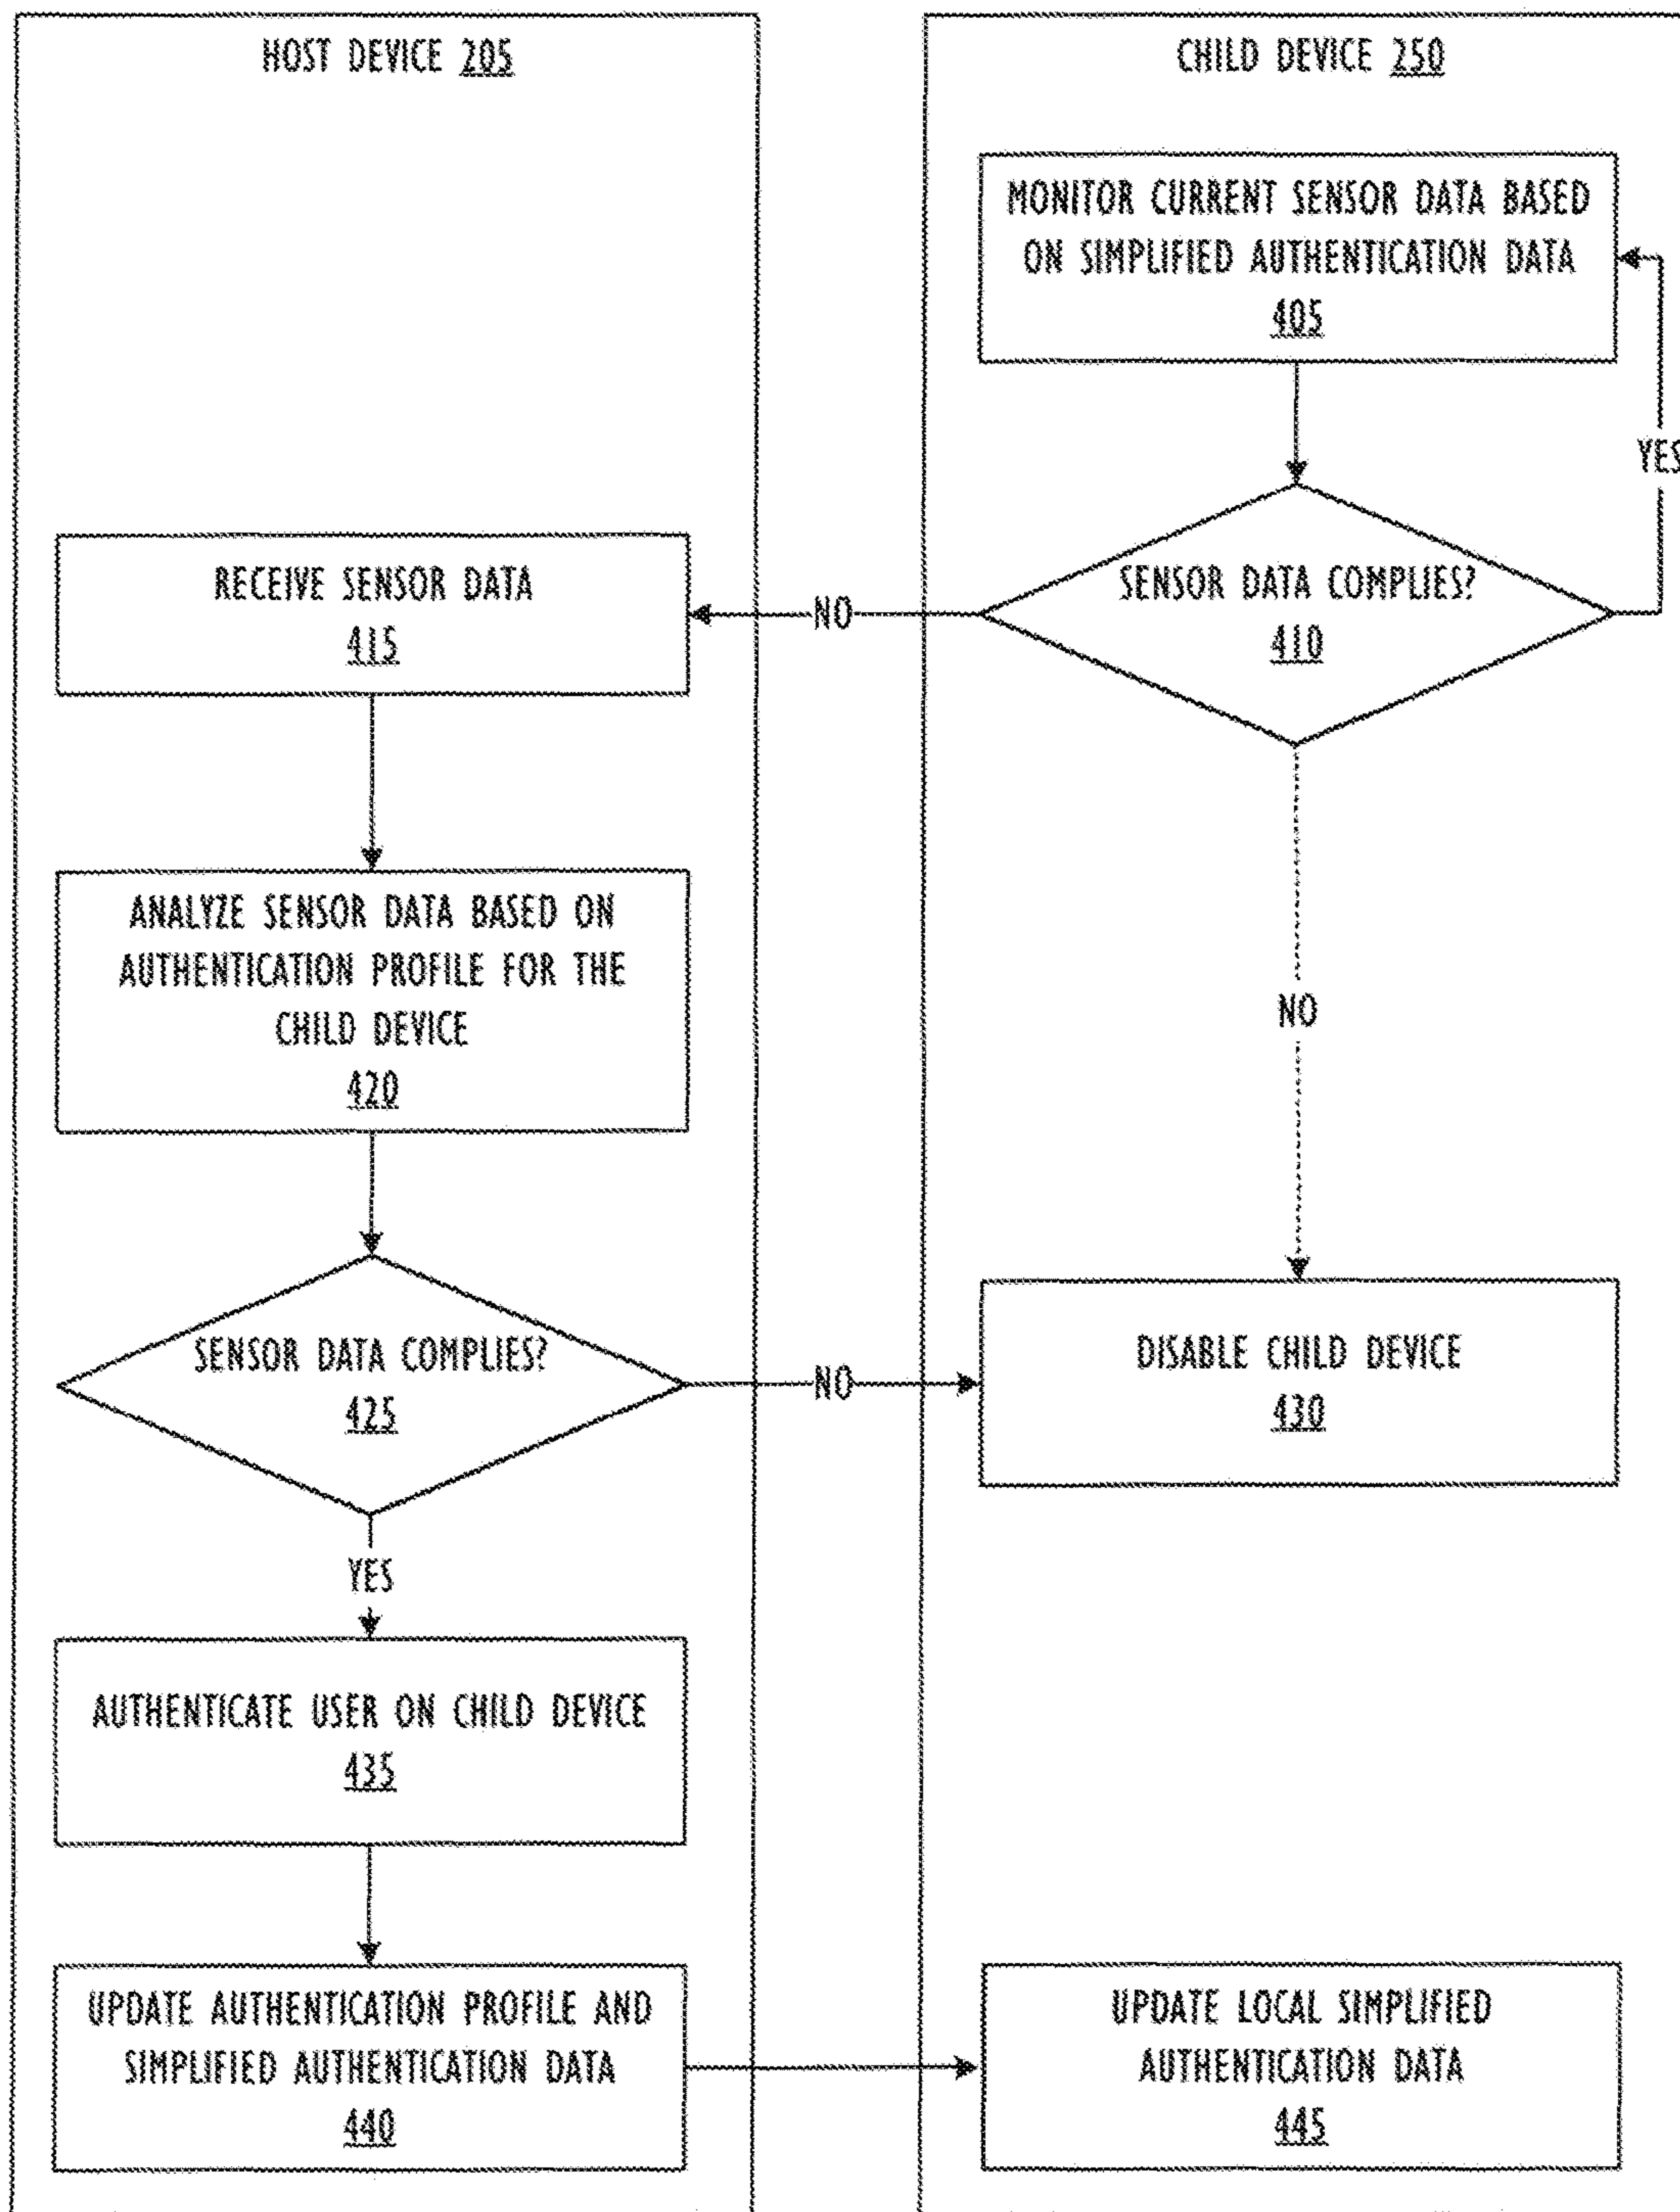 HOST DEVICE 205
CHILD DEVICE 250
MONITOR CURRENT SENSOR DATA BASED
ON SIMPLIFIED AUTHENTICATION DATA
405
YES
SENSOR DATA COMPLIES?
410
NO
RECEIVE SENSOR DATA
415
ANALYZE SENSOR DATA BASED ON
AUTHENTICATION PROFILE FOR THE
CHILD DEVICE
420
NO
SENSOR DATA COMPLIES?
425
NO
DISABLE CHILD DEVICE
430
YES
AUTHENTICATE USER ON CHILD DEVICE
435
UPDATE AUTHENTICATION PROFILE AND
SIMPLIFIED AUTHENTICATION DATA
440
UPDATE LOCAL SIMPLIFIED
AUTHENTICATION DATA
445